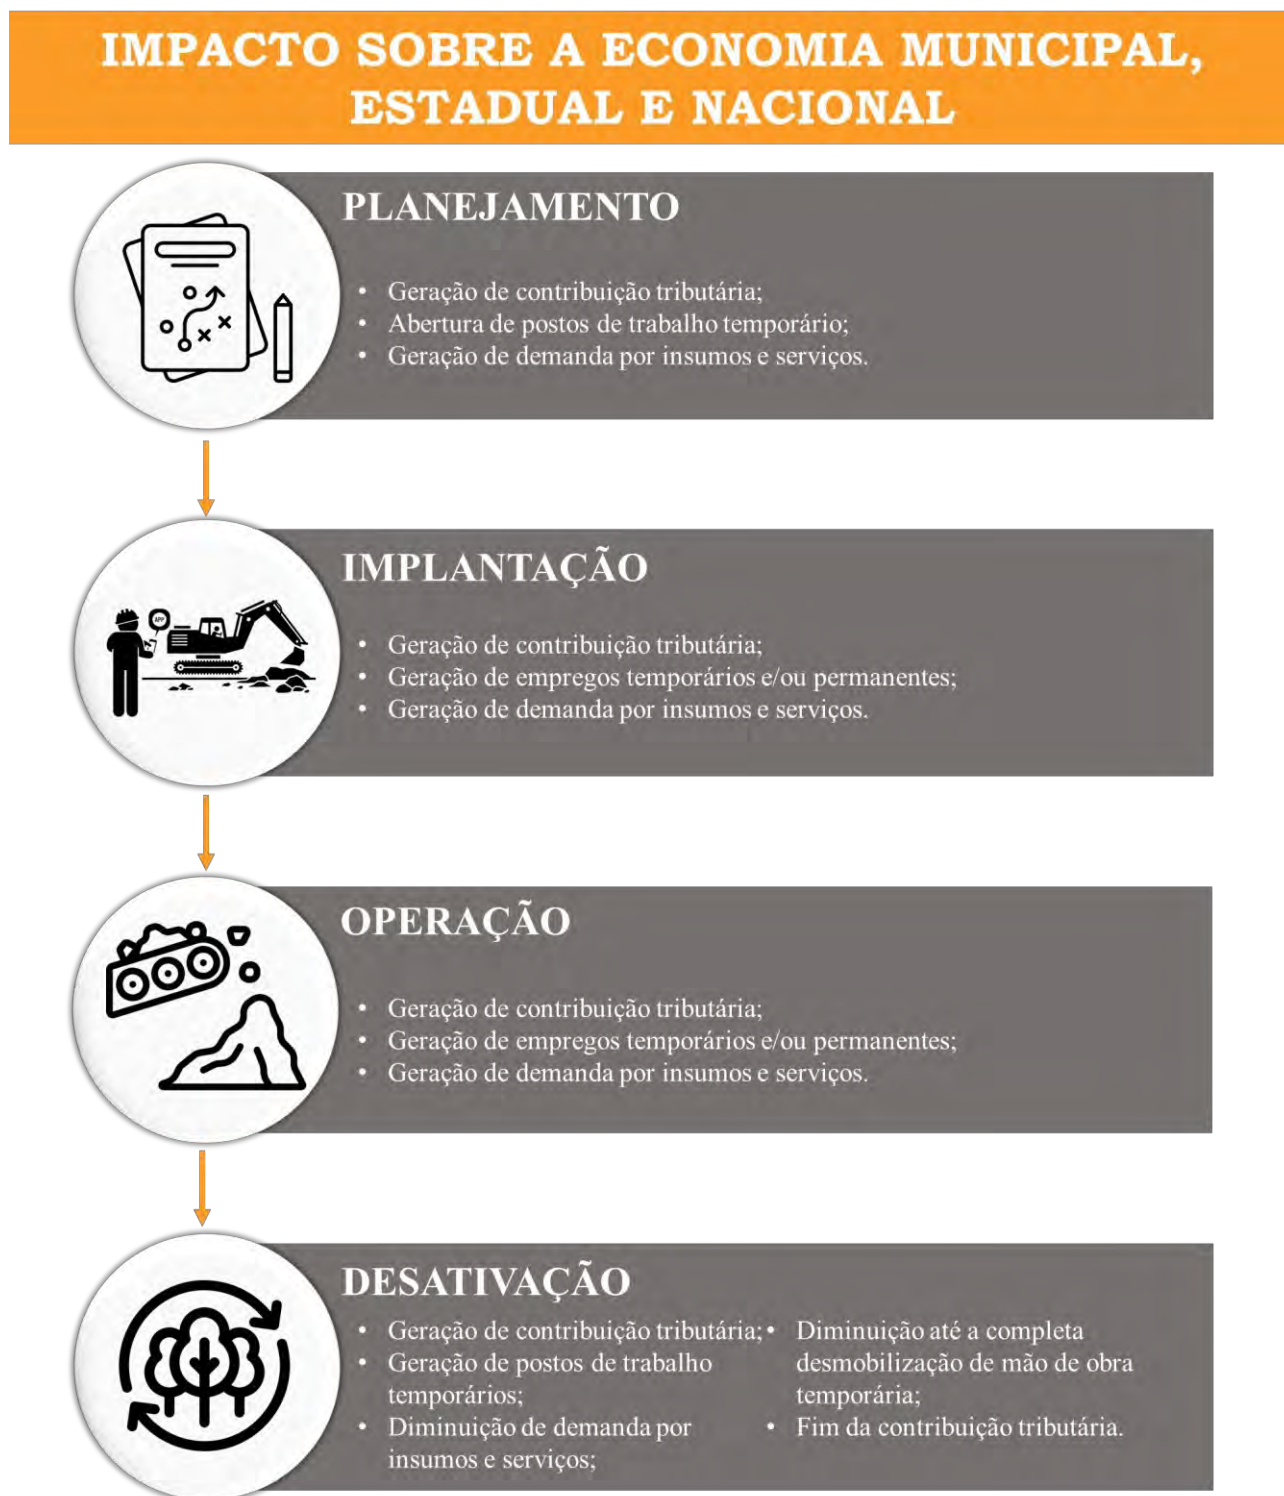 IMPACTO SOBRE A ECONOMIA MUNICIPAL,
ESTADUAL E NACIONAL
PLANEJAMENTO
• Geração de contribuição tributária;
• Abertura de postos de trabalho temporário;
• Geração de demanda por insumos e serviços.
IMPLANTAÇÃO
APP
• Geração de contribuição tributária;
• Geração de empregos temporários e/ou permanentes;
• Geração de demanda por insumos e serviços.
OPERAÇÃO
• Geração de contribuição tributária;
• Geração de empregos temporários e/ou permanentes;
• Geração de demanda por insumos e serviços.
DESATIVAÇÃO
• Geração de contribuição tributária;
• Geração de postos de trabalho
temporários;
• Diminuição de demanda por
insumos e serviços;
• Diminuição até a completa
desmobilização de mão de obra
temporária;
• Fim da contribuição tributária.